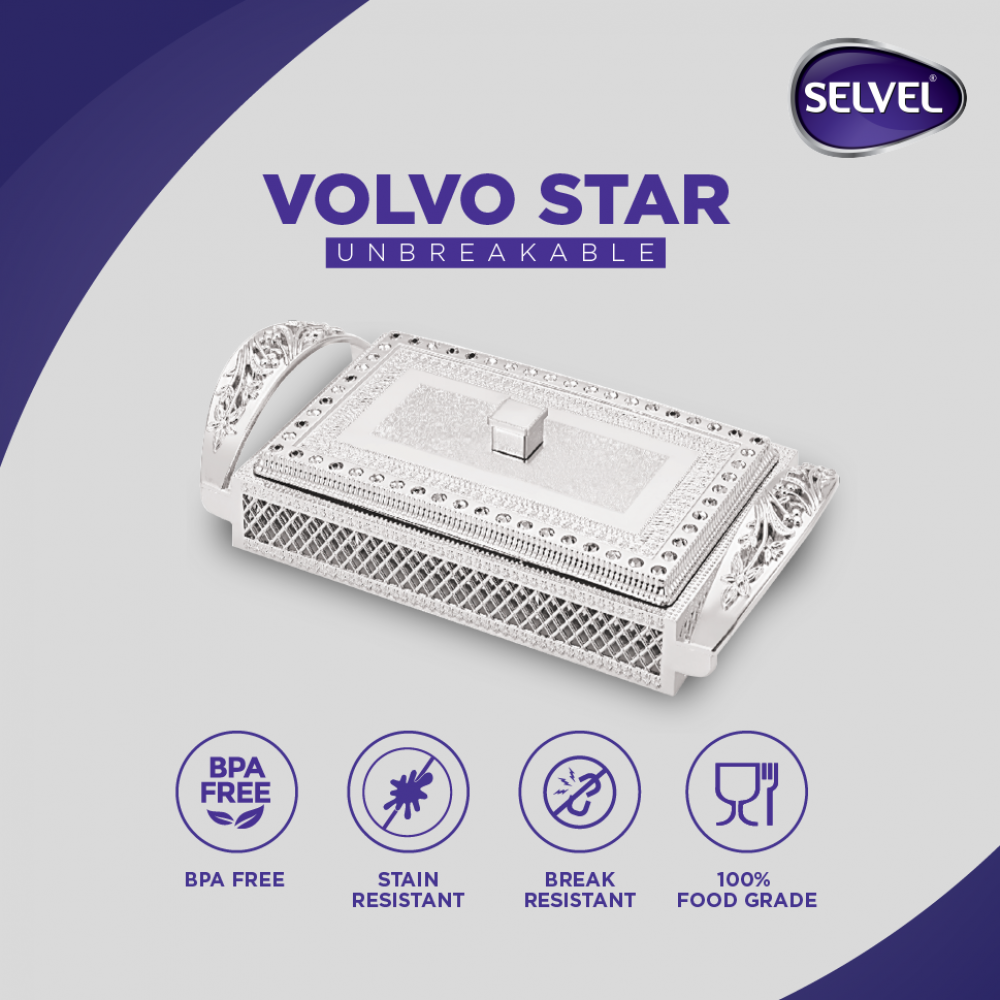 SELVEL®
VOLVO STAR
UNBREAKABLE
BPA
FREE
BPA FREE
STAIN
RESISTANT
BREAK
RESISTANT
100%
FOOD GRADE